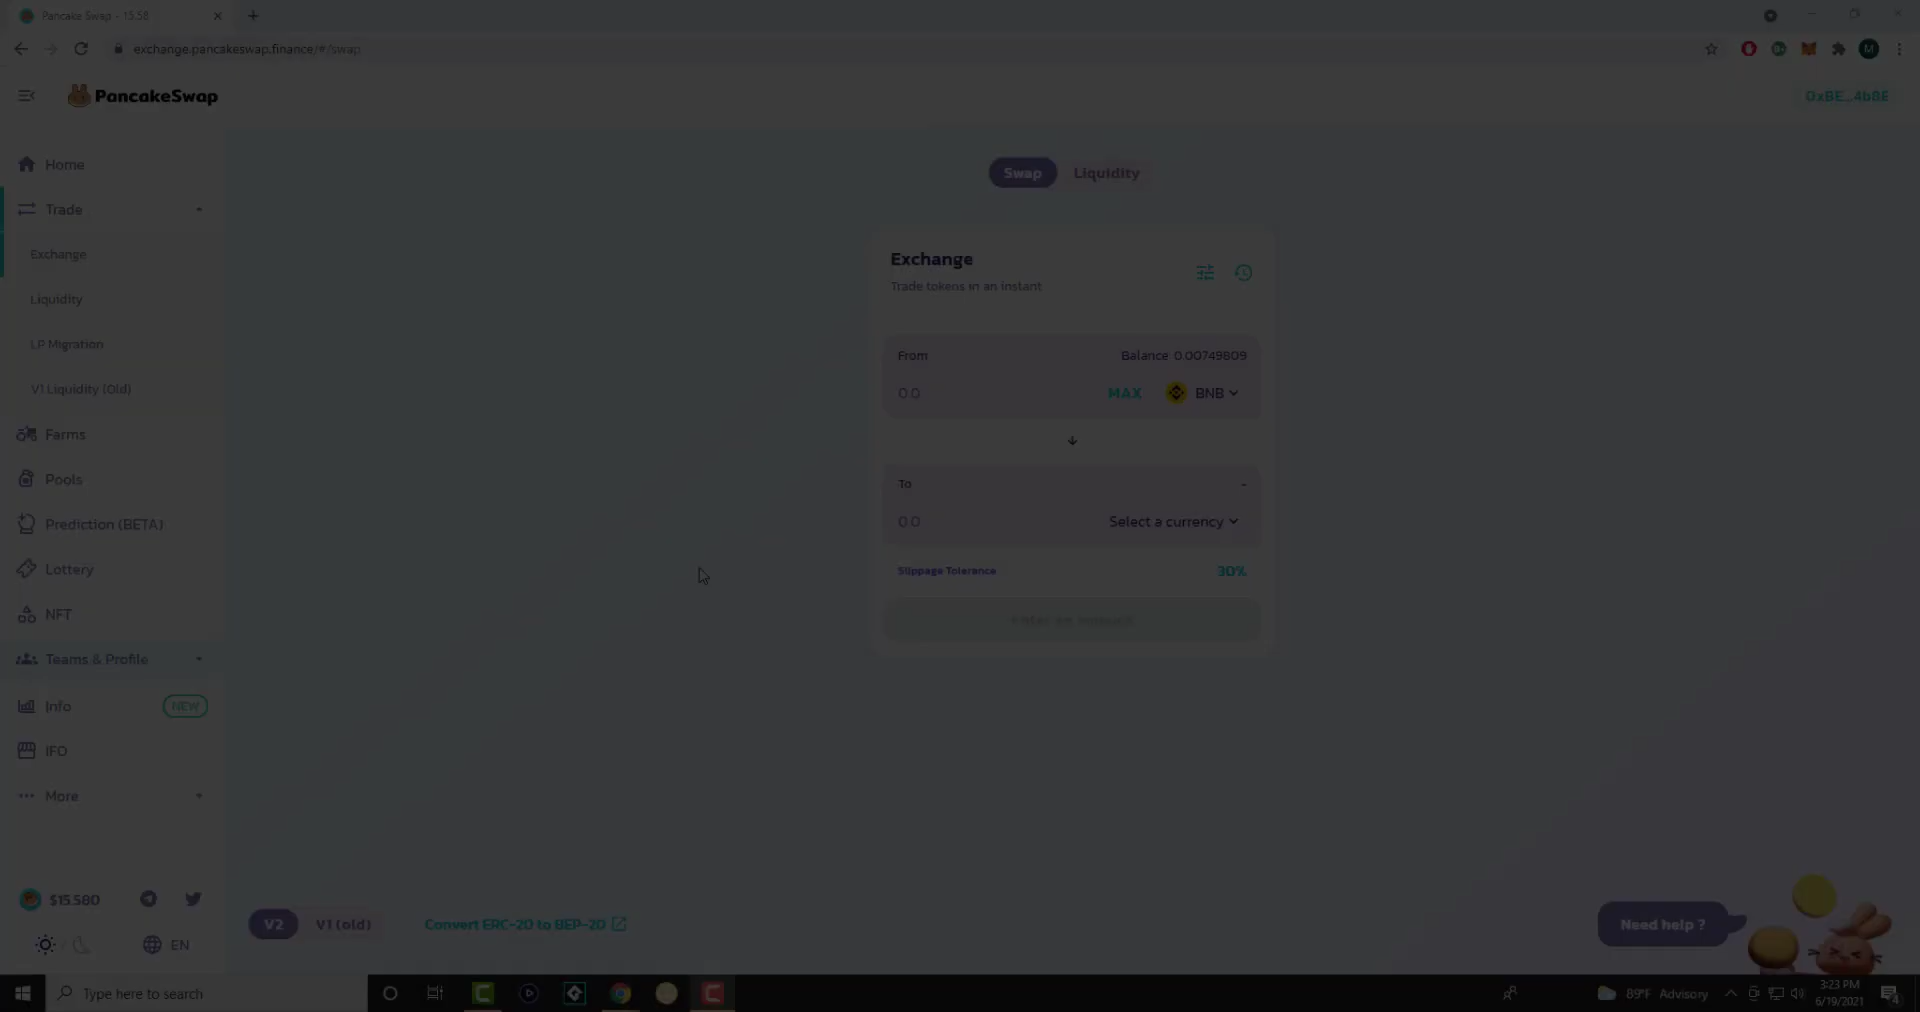 Pancake Swap - 15.58
exchange.pancakeswap.finance/#/swap
M
PancakeSwap
0xBE...4b8E
Home
Swap
Liquidity
Trade
Exchange
Exchange
Trade tokens in an instant
Liquidity
LP Migration
From
Balance: 0.00749809
V1 Liquidity (Old)
0.0
MAX
BNB
Farms
Pools
To
-
0.0
Select a currency
Prediction (BETA)
Lottery
Slippage Tolerance
30%
NFT
Enter an amount
Teams & Profile
Info
NEW
IFO
More
$15.580
V2
V1 (old)
Convert ERC-20 to BEP-20
Need help ?
EN
Type here to search
89°F Advisory
3:23 PM
6/19/2021
4